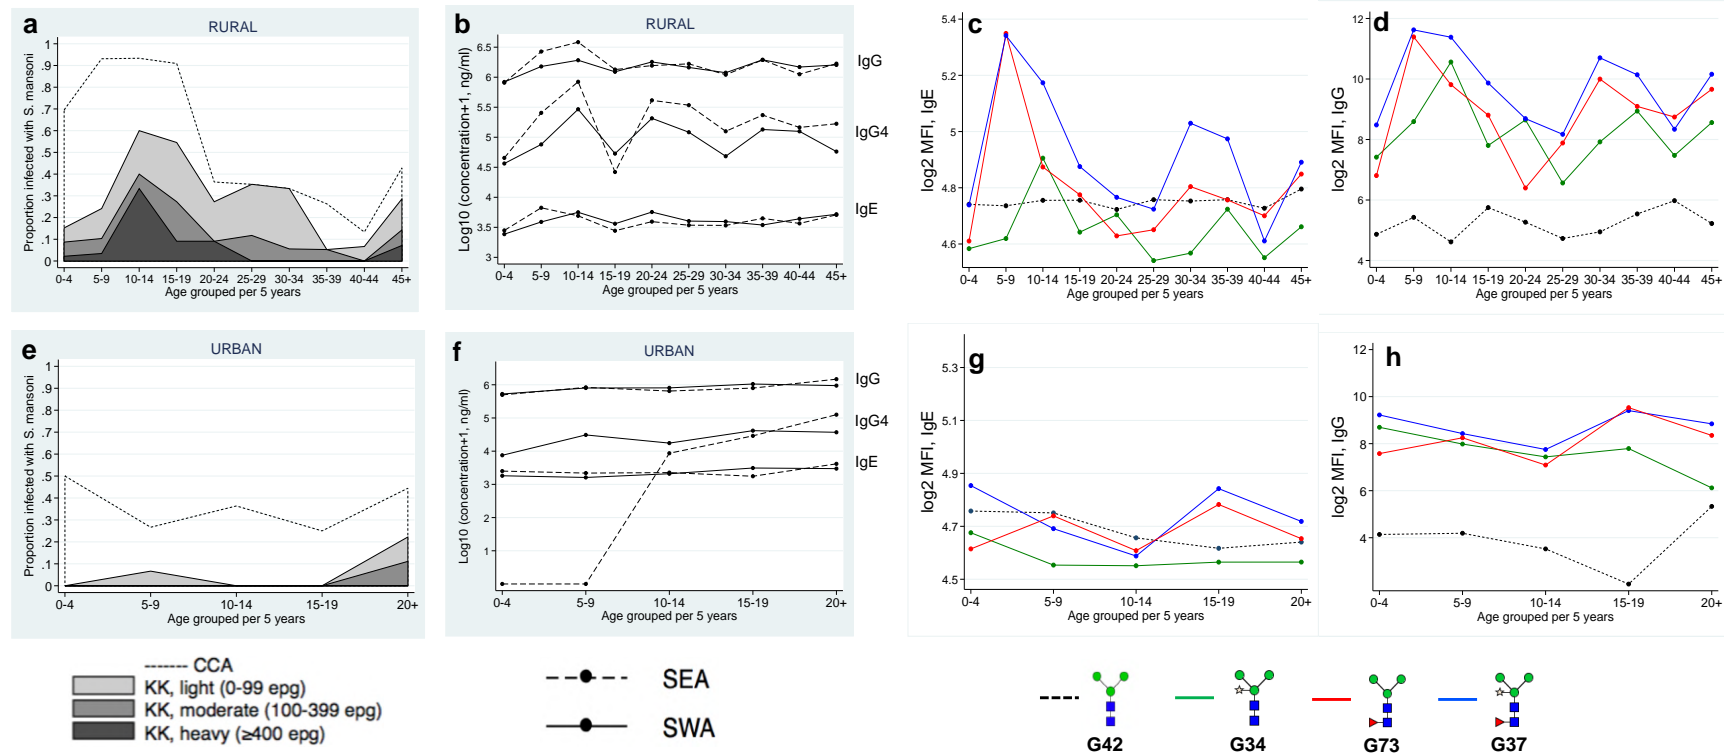 a
RURAL
Proportion infected with S. mansoni
1
.9
.8
.7
.6
.5
.4
.3
.2
.1
0
0-4 5-9 10-14 15-19 20-24 25-29 30-34 35-39 40-44 45+
Age grouped per 5 years
b
RURAL
Log10 (concentration+1, ng/ml)
6.5
6
5.5
5
4.5
4
3.5
3
IgG
IgG4
IgE
0-4 5-9 10-14 15-19 20-24 25-29 30-34 35-39 40-44 45+
Age grouped per 5 years
c
log2 MFI, IgE
5.4
5.2
5
4.8
4.6
0-4 5-9 10-14 15-19 20-24 25-29 30-34 35-39 40-44 45+
Age grouped per 5 years
d
log2 MFI, IgG
12
10
8
6
4
0-4 5-9 10-14 15-19 20-24 25-29 30-34 35-39 40-44 45+
Age grouped per 5 years
e
URBAN
Proportion infected with S. mansoni
1
.9
.8
.7
.6
.5
.4
.3
.2
.1
0
0-4 5-9 10-14 15-19 20+
Age grouped per 5 years
f
URBAN
Log10 (concentration+1, ng/ml)
6
5
4
3
2
1
IgG
IgG4
IgE
0-4 5-9 10-14 15-19 20+
Age grouped per 5 years
g
log2 MFI, IgE
5.3
5.1
4.9
4.7
4.5
0-4 5-9 10-14 15-19 20+
Age grouped per 5 years
h
log2 MFI, IgG
12
10
8
6
4
0-4 5-9 10-14 15-19 20+
Age grouped per 5 years
CCA
KK, light (0-99 epg)
KK, moderate (100-399 epg)
KK, heavy (≥400 epg)
SEA
SWA
G42 G34 G73 G37